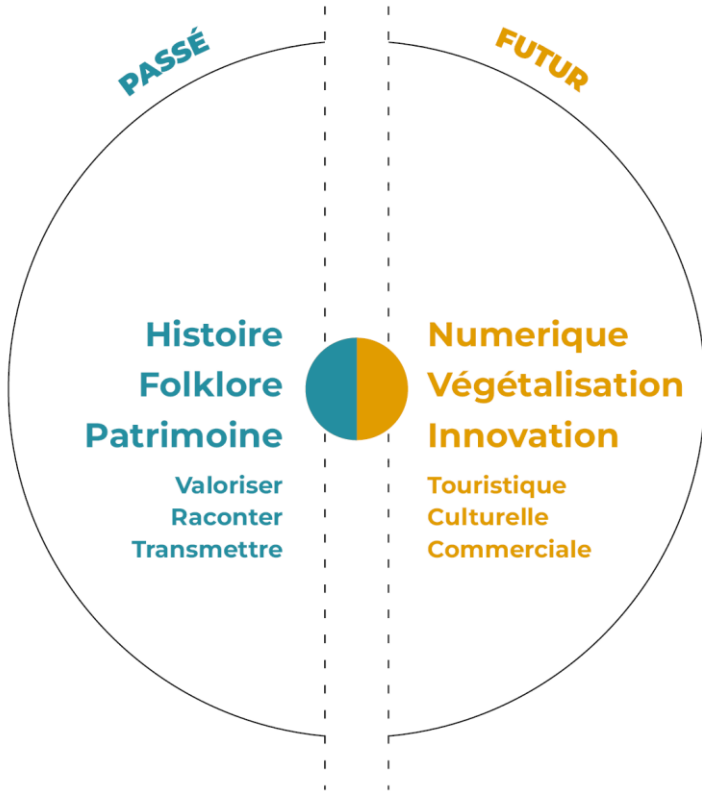 PASSÉ
Histoire
Folklore
Patrimoine
Valoriser
Raconter
Transmettre
FUTUR
Numerique
Végétalisation
Innovation
Touristique
Culturelle
Commerciale